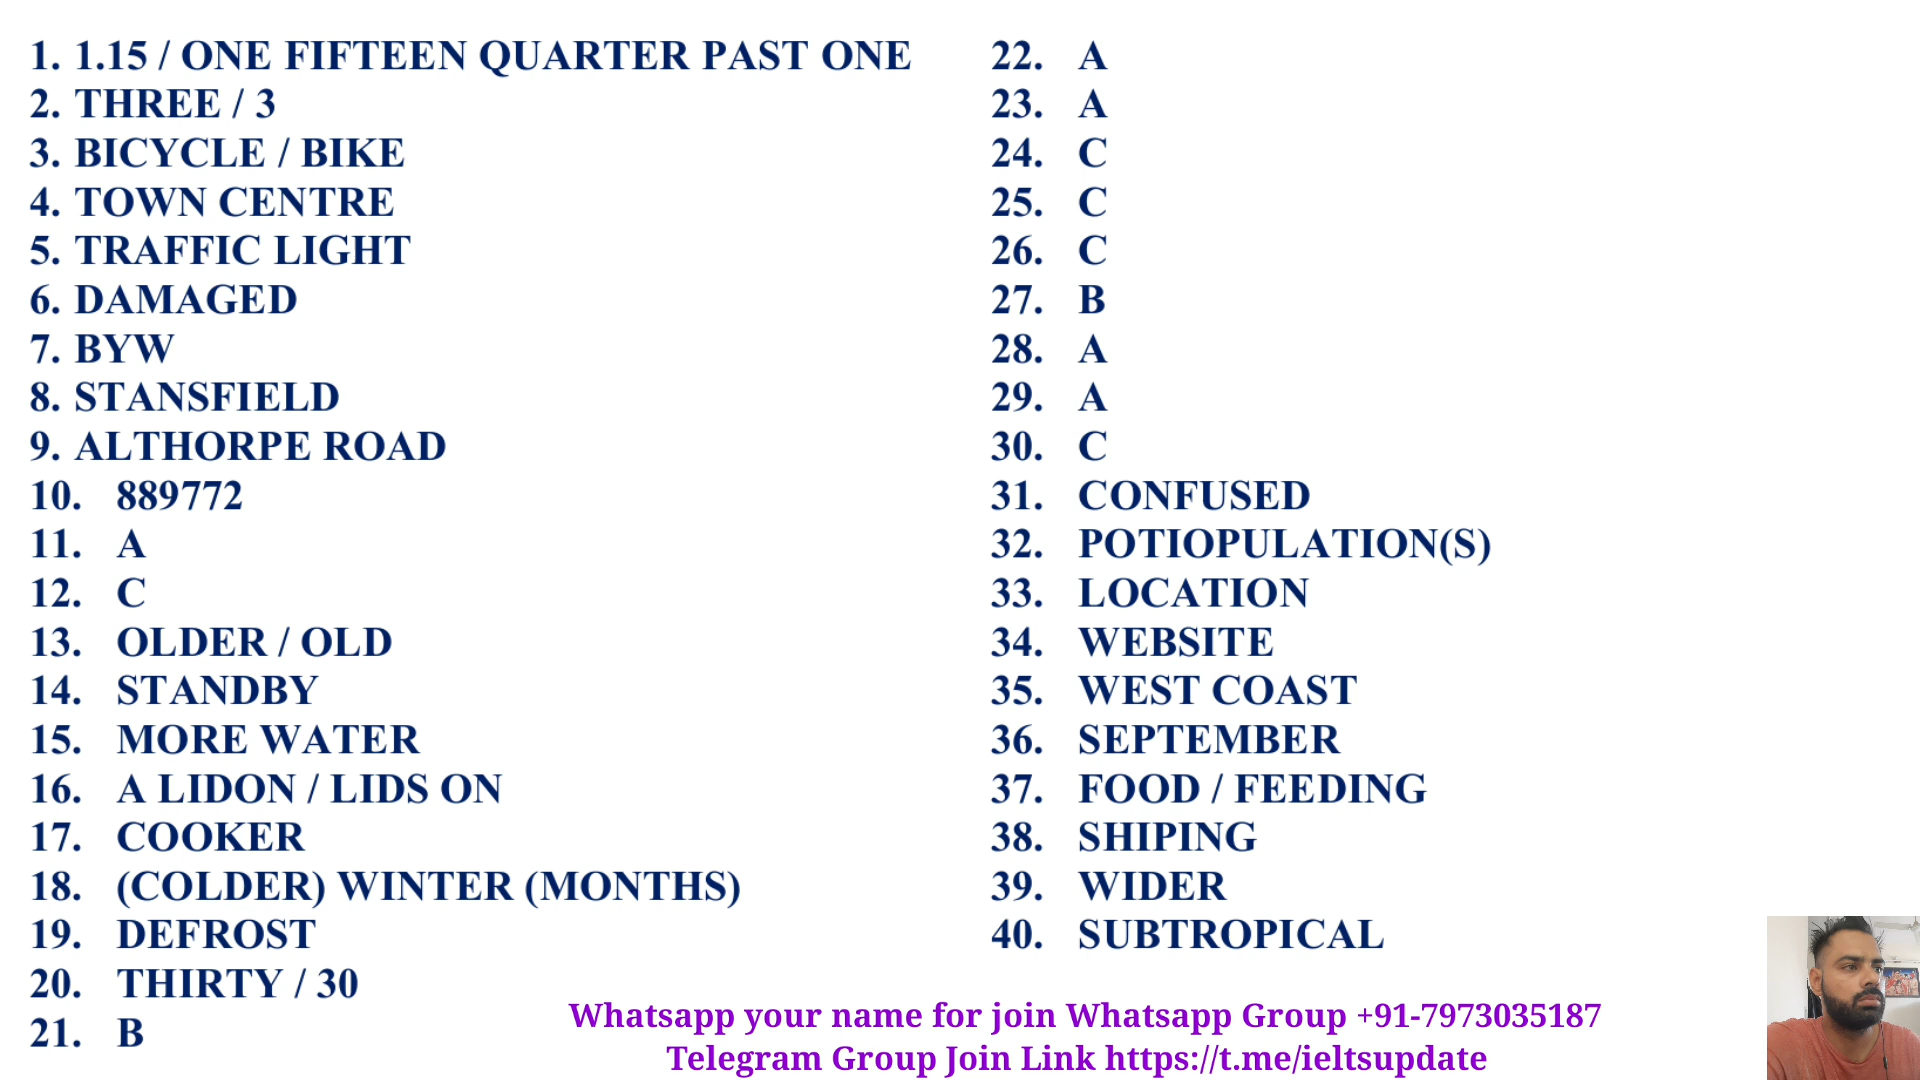 1. 1.15 / ONE FIFTEEN QUARTER PAST ONE
2. THREE / 3
3. BICYCLE / BIKE
4. TOWN CENTRE
5. TRAFFIC LIGHT
6. DAMAGED
7. BYW
8. STANSFIELD
9. ALTHORPE ROAD
10. 889772
11. A
12. C
13. OLDER / OLD
14. STANDBY
15. MORE WATER
16. A LIDON / LIDS ON
17. COOKER
18. (COLDER) WINTER (MONTHS)
19. DEFROST
20. THIRTY / 30
21. B
22. A
23. A
24. C
25. C
26. C
27. B
28. A
29. A
30. C
31. CONFUSED
32. POTIOPULATION(S)
33. LOCATION
34. WEBSITE
35. WEST COAST
36. SEPTEMBER
37. FOOD / FEEDING
38. SHIPING
39. WIDER
40. SUBTROPICAL
Whatsapp your name for join Whatsapp Group +91-7973035187
Telegram Group Join Link https://t.me/ieltsupdate